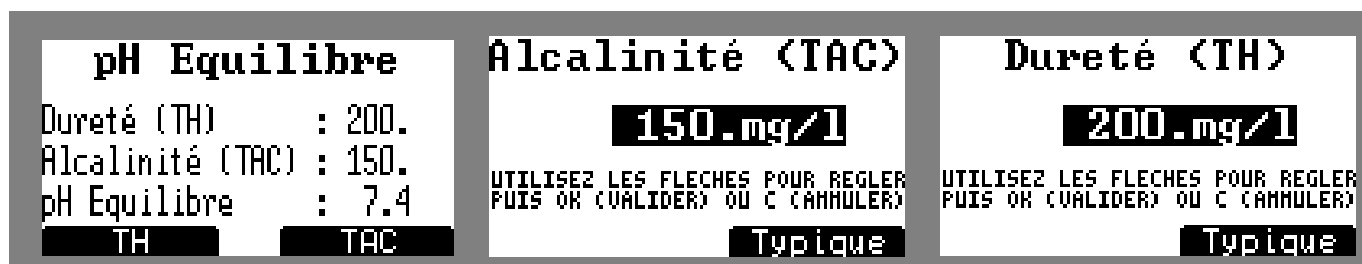 pH Equilibre
Dureté (TH) : 200.
Alcalinité (TAC) : 150.
pH Equilibre : 7.4
TH TAC
Alcalinité (TAC)
150.mg/l
UTILISEZ LES FLECHES POUR REGLER
PUIS OK (VALIDER) OU C (ANNULER)
Typique
Dureté (TH)
200.mg/l
UTILISEZ LES FLECHES POUR REGLER
PUIS OK (VALIDER) OU C (ANNULER)
Typique